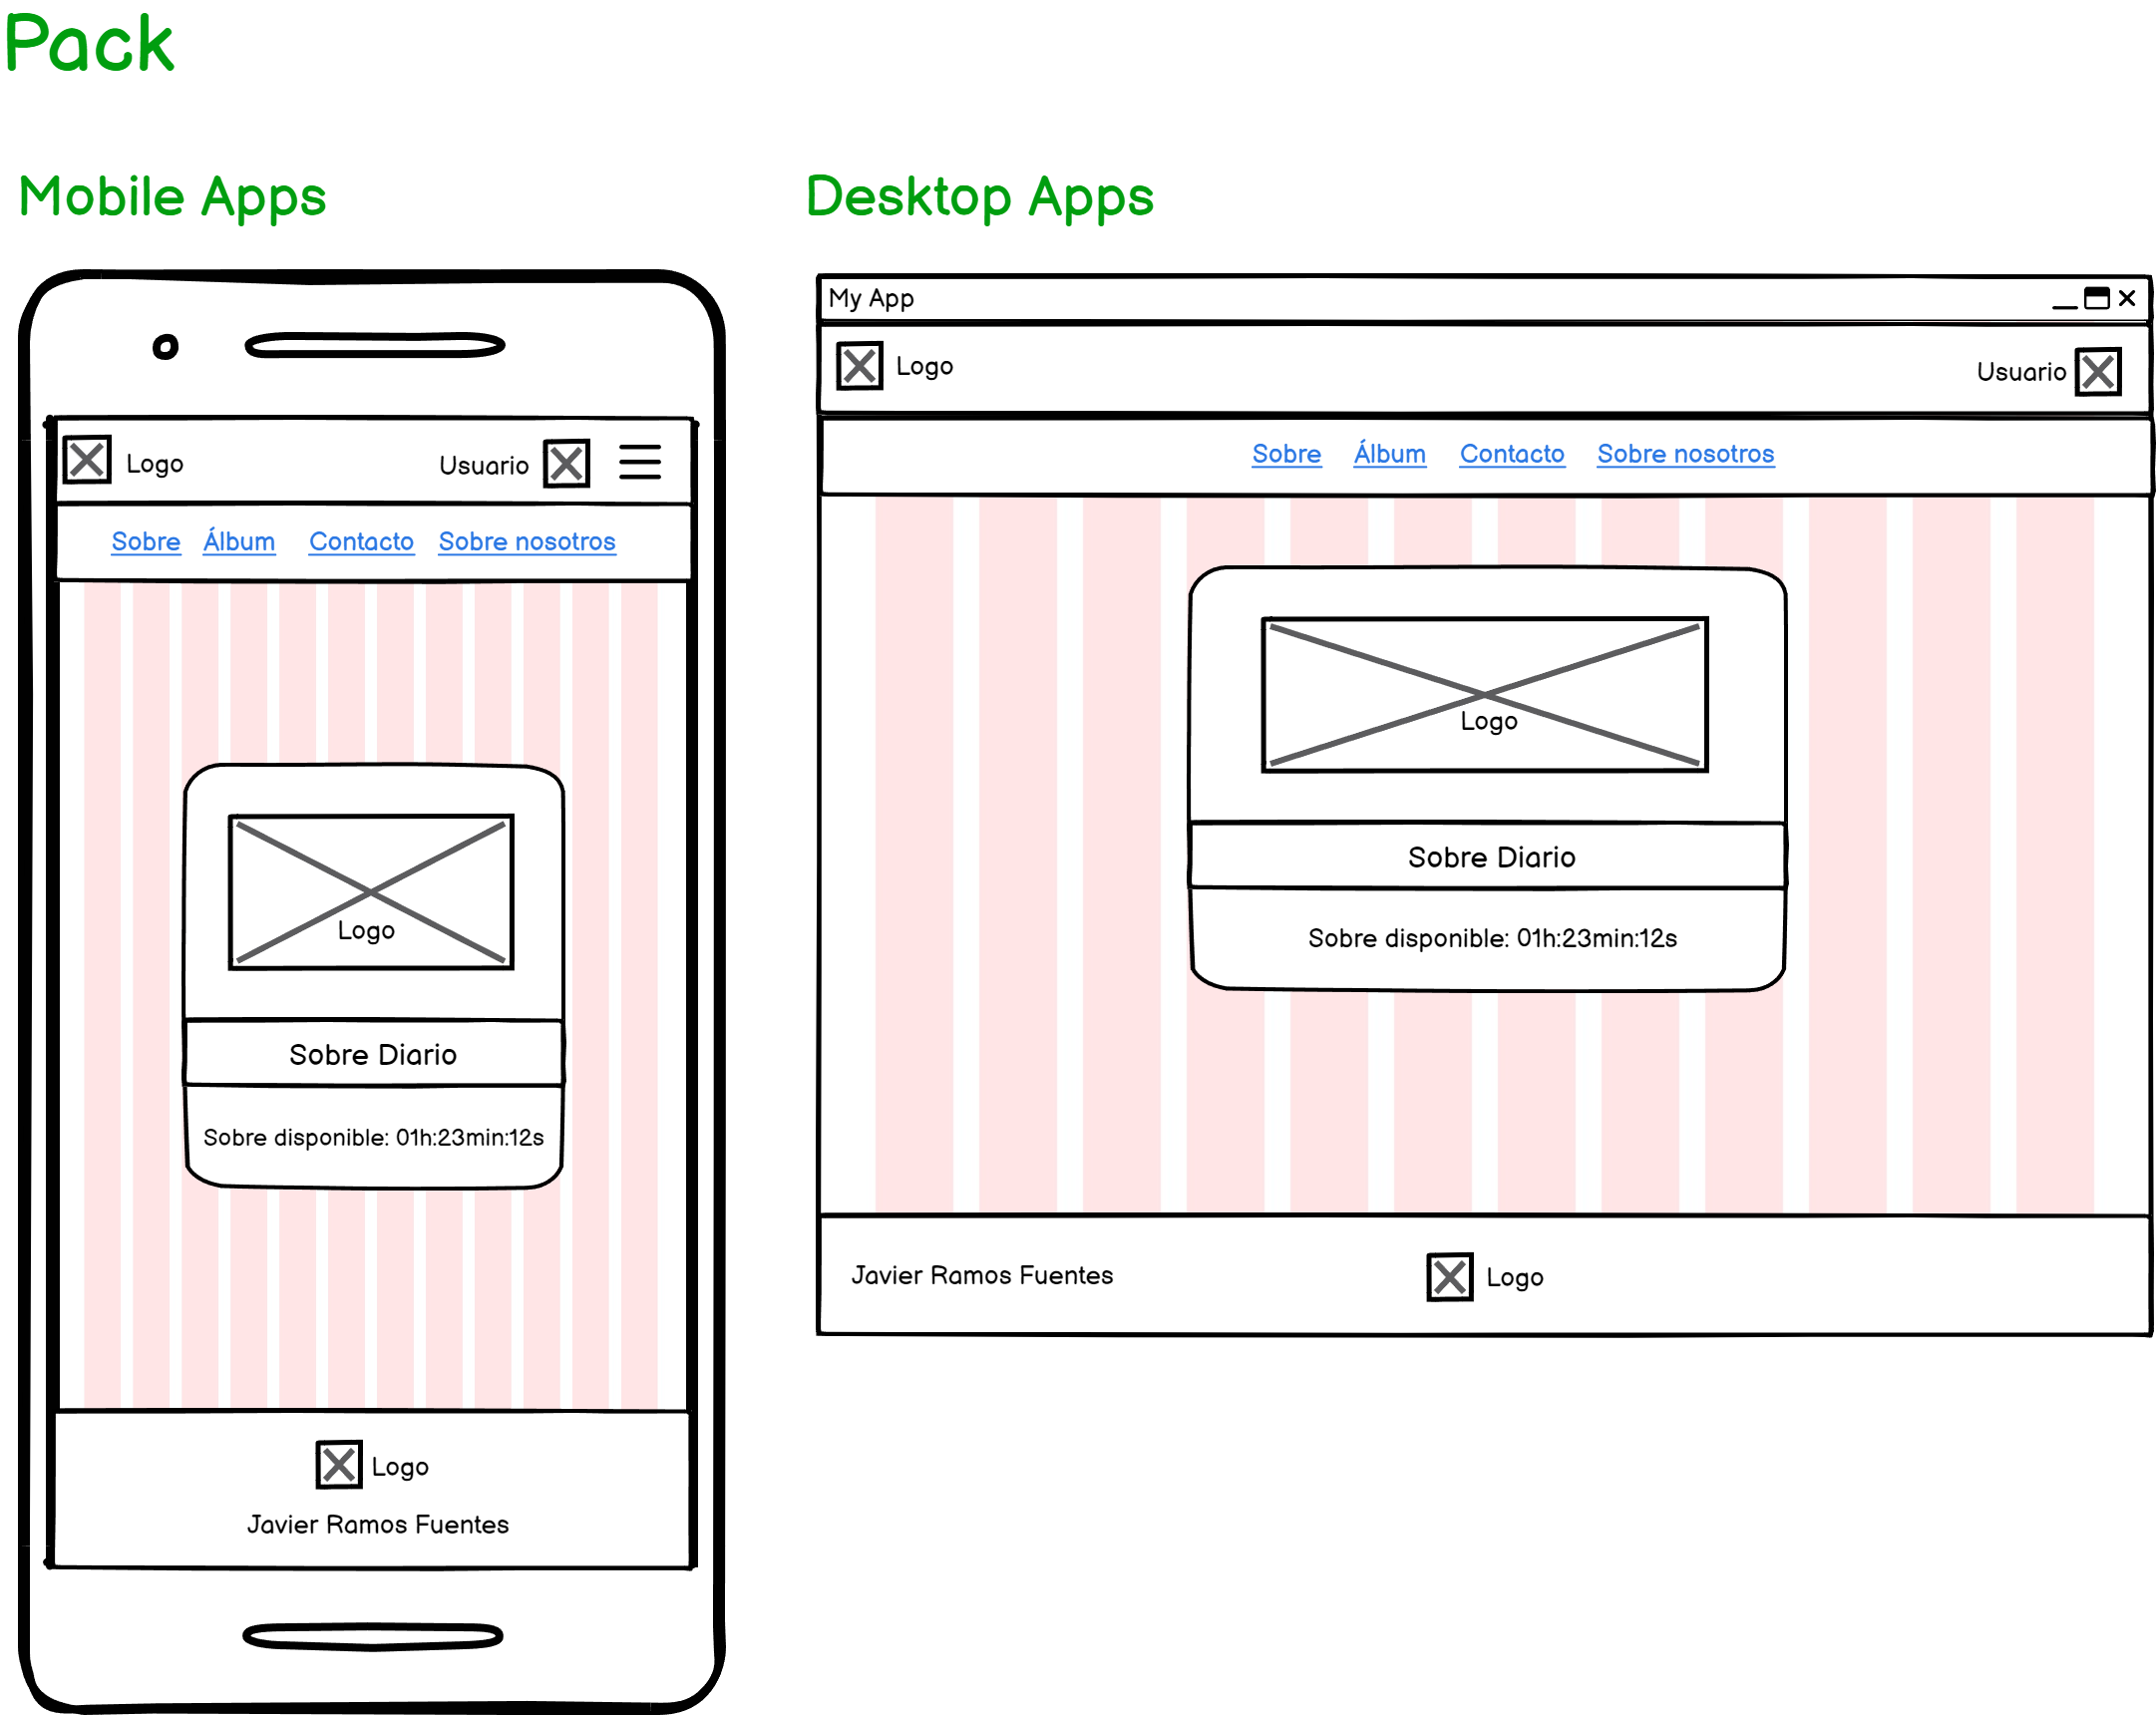 Pack
Mobile Apps
Logo
Usuario
Sobre Álbum Contacto Sobre nosotros
Logo
Sobre Diario
Sobre disponible: 01h:23min:12s
Logo
Javier Ramos Fuentes
Desktop Apps
My App
Logo
Usuario
Sobre Álbum Contacto Sobre nosotros
Logo
Sobre Diario
Sobre disponible: 01h:23min:12s
Javier Ramos Fuentes
Logo